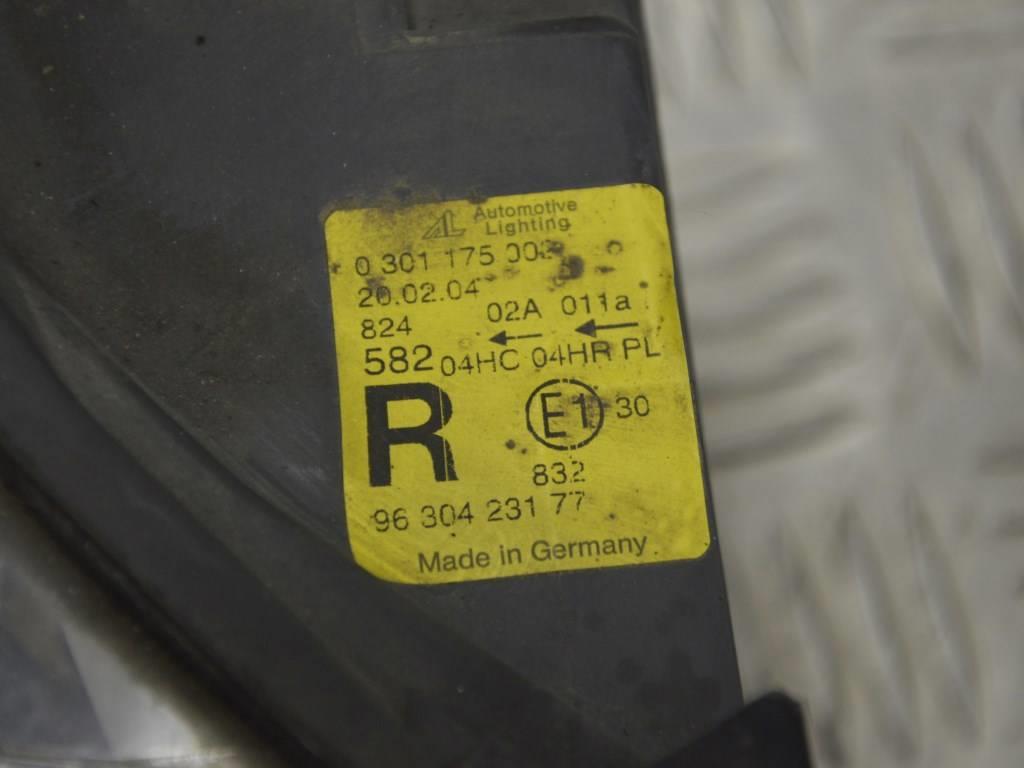 Automotive
Lighting
0 301 175
20.02.04
824 02A 011a
582 04HC 04HR PL
R E1 30
832
96 304 231 77
Made in Germany